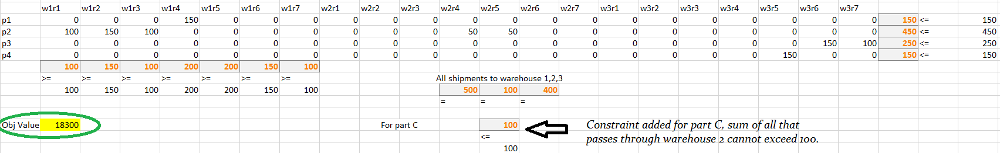 w1r1 w1r2 w1r3 w1r4 w1r5 w1r6 w1r7 w2r1 w2r2 w2r3 w2r4 w2r5 w2r6 w2r7 w3r1 w3r2 w3r3 w3r4 w3r5 w3r6 w3r7
p1 0 0 0 150 0 0 0 0 0 0 0 0 0 0 0 0 0 0 0 0 0 150 <= 150
p2 100 150 100 0 0 0 0 0 0 0 50 50 0 0 0 0 0 0 0 0 0 450 <= 450
p3 0 0 0 0 0 0 0 0 0 0 0 0 0 0 0 0 0 0 0 150 100 250 <= 250
p4 0 0 0 0 0 0 0 0 0 0 0 0 0 0 0 0 0 0 150 0 0 150 <= 150
100 150 100 200 200 150 100
>= >= >= >= >= >= >= All shipments to warehouse 1,2,3
100 150 100 200 200 150 100 500 100 400
= = =
Obj Value 18300 For part C 100 Constraint added for part C, sum of all that
passes through warehouse 2 cannot exceed 100.
<=
100